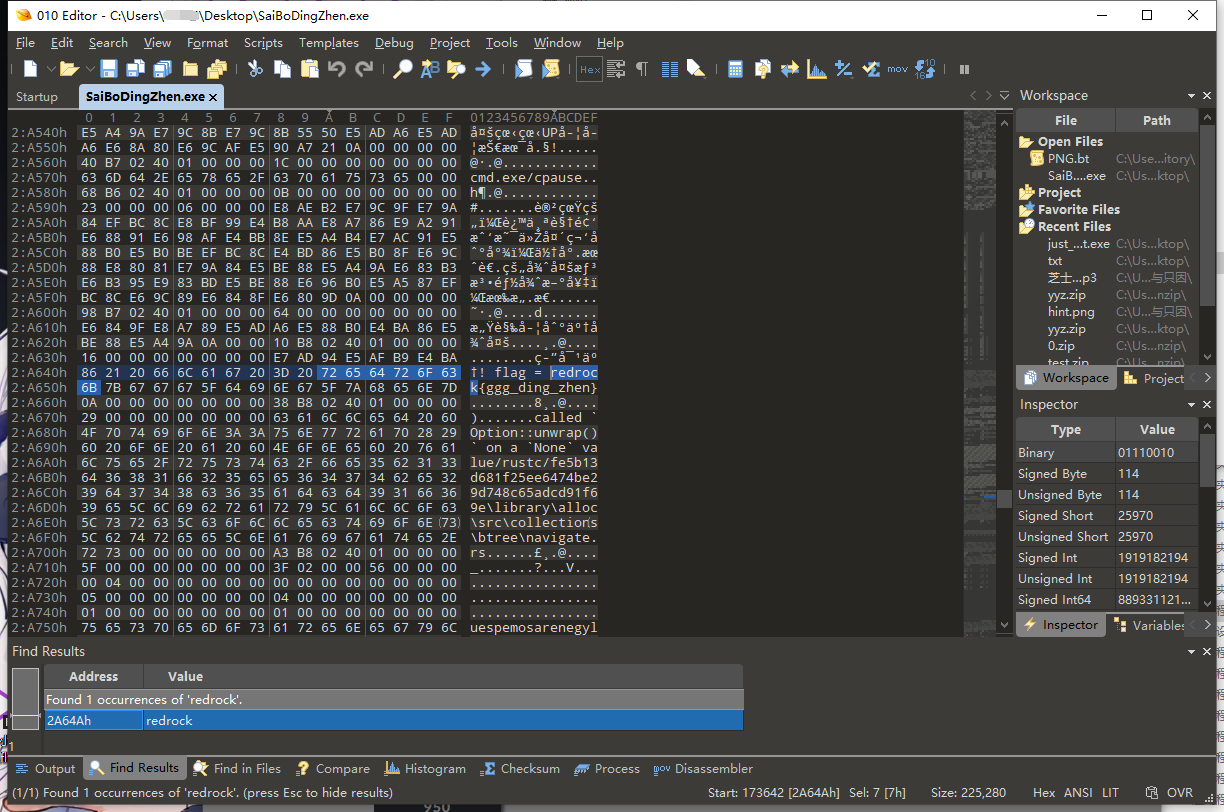 010 Editor - C:\Users\ \Desktop\SaiBoDingZhen.exe
File Edit Search View Format Scripts Templates Debug Project Tools Window Help
Hex
mov
Startup SaiBoDingZhen.exe
0 1 2 3 4 5 6 7 8 9 A B C D E F 0123456789ABCDEF
2:A540h E5 A4 9A E7 9C 8B E7 9C 8B 55 50 E5 AD A6 E5 AD å¤šçœ‹çœ‹UPå­¦å­
2:A550h A6 E6 8A 80 E6 9C AF E5 90 A7 21 0A 00 00 00 00 ¦æŠ€æœ¯å.§!.....
2:A560h 40 B7 02 40 01 00 00 00 1C 00 00 00 00 00 00 00 @·.@............
2:A570h 63 6D 64 2E 65 78 65 2F 63 70 61 75 73 65 00 00 cmd.exe/cpause..
2:A580h 68 B6 02 40 01 00 00 00 0B 00 00 00 00 00 00 00 h¶.@............
2:A590h 23 00 00 00 06 00 00 00 E8 AE B2 E7 9C 9F E7 9A #.......è®²çœŸçš
2:A5A0h 84 EF BC 8C E8 BF 99 E4 B8 AA E8 A7 86 E9 A2 91
2:A5B0h E6 88 91 E6 98 AF E4 BB 8E E5 A4 B4 E7 AC 91 E5
2:A5C0h 88 B0 E5 B0 BE EF BC 8C E4 BD 86 E5 B0 8F E6 9C
2:A5D0h 88 E8 80 81 E7 9A 84 E5 BE 88 E5 A4 9A E6 83 B3
2:A5E0h E6 B3 95 E9 83 BD E5 BE 88 E6 96 B0 E5 A5 87 EF
2:A5F0h BC 8C E6 9C 89 E6 84 8F E6 80 9D 0A 00 00 00 00
2:A600h 98 B7 02 40 01 00 00 00 64 00 00 00 00 00 00 00 ˜·.@....d.......
2:A610h E6 84 9F E8 A7 89 E5 AD A6 E5 88 B0 E4 BA 86 E5
2:A620h BE 88 E5 A4 9A 0A 00 00 10 B8 02 40 01 00 00 00
2:A630h 16 00 00 00 00 00 00 00 E7 AD 94 E5 AF B9 E4 BA
2:A640h 86 21 20 66 6C 61 67 20 3D 20 72 65 64 72 6F 63 †! flag = redroc
2:A650h 6B 7B 67 67 67 5F 64 69 6E 67 5F 7A 68 65 6E 7D k{ggg_ding_zhen}
2:A660h 0A 00 00 00 00 00 00 00 38 B8 02 40 01 00 00 00 ........8¸.@....
2:A670h 29 00 00 00 00 00 00 00 63 61 6C 6C 65 64 20 60 ).......called `
2:A680h 4F 70 74 69 6F 6E 3A 3A 75 6E 77 72 61 70 28 29 Option::unwrap()
2:A690h 60 20 6F 6E 20 61 20 60 4E 6F 6E 65 60 20 76 61 ` on a `None` va
2:A6A0h 6C 75 65 2F 72 75 73 74 63 2F 66 65 35 62 31 33 lue/rustc/fe5b13
2:A6B0h 64 36 38 31 66 32 35 65 65 36 34 37 34 62 65 32 d681f25ee6474be2
2:A6C0h 39 64 37 34 38 63 36 35 61 64 63 64 39 31 66 36 9d748c65adcd91f6
2:A6D0h 39 65 5C 6C 69 62 72 61 72 79 5C 61 6C 6C 6F 63 9e\library\alloc
2:A6E0h 5C 73 72 63 5C 63 6F 6C 6C 65 63 74 69 6F 6E (73) \src\collections
2:A6F0h 5C 62 74 72 65 65 5C 6E 61 76 69 67 61 74 65 2E \btree\navigate.
2:A700h 72 73 00 00 00 00 00 00 A3 B8 02 40 01 00 00 00 rs......£¸.@....
2:A710h 5F 00 00 00 00 00 00 00 3F 02 00 00 56 00 00 00 _.......?...V...
2:A720h 00 04 00 00 00 00 00 00 00 00 00 00 00 00 00 00 ................
2:A730h 05 00 00 00 00 00 00 00 04 00 00 00 00 00 00 00 ................
2:A740h 01 00 00 00 00 00 00 00 01 00 00 00 00 00 00 00 ................
2:A750h 75 65 73 70 65 6D 6F 73 61 72 65 6E 65 67 79 6C uespemosarenegyl
Workspace
File Path
Open Files
PNG.bt C:\Use...itory\
SaiB....exe C:\Us...ktop\
Project
Favorite Files
Recent Files
just_...t.exe C:\Us...ktop\
txt C:\Us...ktop\
芝士...p3 C:\U...与只因\
yyz.zip C:\Us...nzip\
hint.png C:\U...与只因\
yyz.zip C:\Us...ktop\
0.zip C:\Us...ktop\
test.zip C:\Us...nzip\
Workspace Project
Inspector
Type Value
Binary 01110010
Signed Byte 114
Unsigned Byte 114
Signed Short 25970
Unsigned Short 25970
Signed Int 1919182194
Unsigned Int 1919182194
Signed Int64 889331121...
Inspector Variables
Find Results
Address Value
Found 1 occurrences of 'redrock'.
2A64Ah redrock
Output Find Results Find in Files Compare Histogram Checksum Process Disassembler
(1/1) Found 1 occurrences of 'redrock'. (press Esc to hide results) Start: 173642 [2A64Ah] Sel: 7 [7h] Size: 225,280 Hex ANSI LIT OVR
950